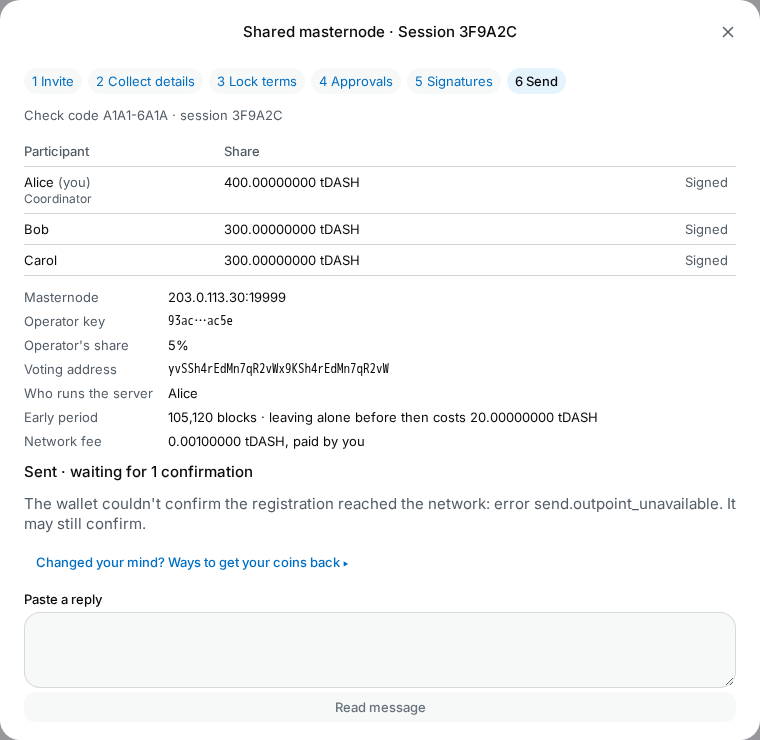 Shared masternode · Session 3F9A2C
1 Invite 2 Collect details 3 Lock terms 4 Approvals 5 Signatures 6 Send
Check code A1A1-6A1A · session 3F9A2C
Participant Share
Alice (you) 400.00000000 tDASH Signed
Coordinator
Bob 300.00000000 tDASH Signed
Carol 300.00000000 tDASH Signed
Masternode 203.0.113.30:19999
Operator key 93ac···ac5e
Operator's share 5%
Voting address yvSSh4rEdMn7qR2vWx9KSh4rEdMn7qR2vW
Who runs the server Alice
Early period 105,120 blocks · leaving alone before then costs 20.00000000 tDASH
Network fee 0.00100000 tDASH, paid by you
Sent · waiting for 1 confirmation
The wallet couldn't confirm the registration reached the network: error send.outpoint_unavailable. It
may still confirm.
Changed your mind? Ways to get your coins back ▸
Paste a reply
Read message